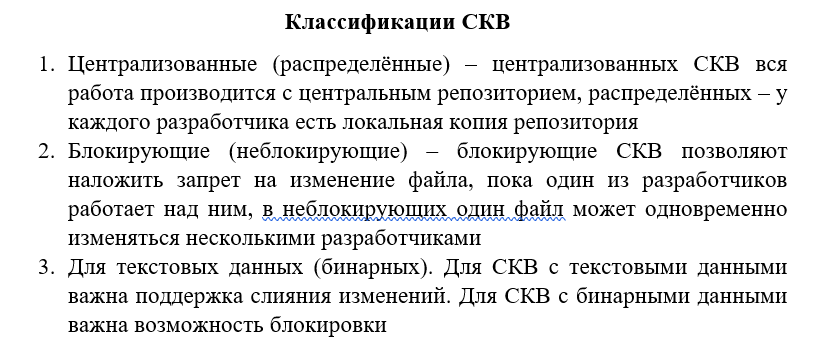 Классификации СКВ
1. Централизованные (распределённые) – централизованных СКВ вся
работа производится с центральным репозиторием, распределённых – у
каждого разработчика есть локальная копия репозитория
2. Блокирующие (неблокирующие) – блокирующие СКВ позволяют
наложить запрет на изменение файла, пока один из разработчиков
работает над ним, в неблокирующих один файл может одновременно
изменяться несколькими разработчиками
3. Для текстовых данных (бинарных). Для СКВ с текстовыми данными
важна поддержка слияния изменений. Для СКВ с бинарными данными
важна возможность блокировки